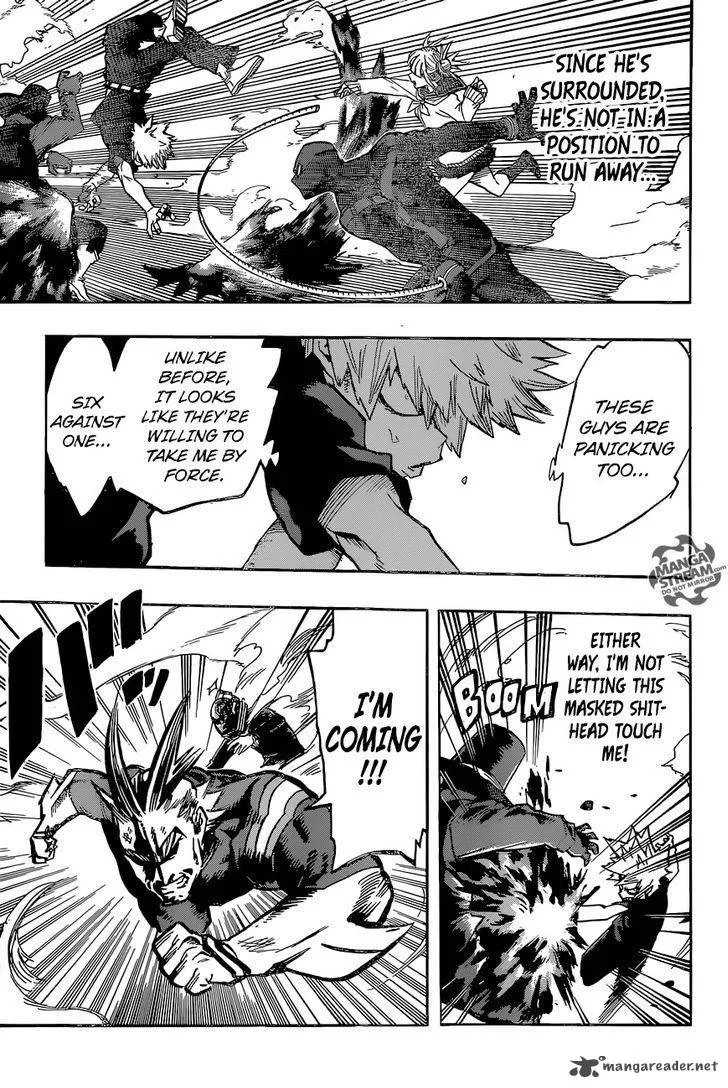 SINCE HE'S
SURROUNDED,
HE'S NOT IN A
POSITION TO
RUN AWAY...
THESE
GUYS ARE
PANICKING
TOO...
UNLIKE
BEFORE,
IT LOOKS
LIKE THEY'RE
WILLING TO
TAKE ME BY
FORCE.
SIX
AGAINST
ONE...
MANGA
STREAM.com
DO NOT MIRROR
EITHER
WAY, I'M NOT
LETTING THIS
MASKED SHIT-
HEAD TOUCH
ME!
BOOM
I'M
COMING
!!!
mangareader.net